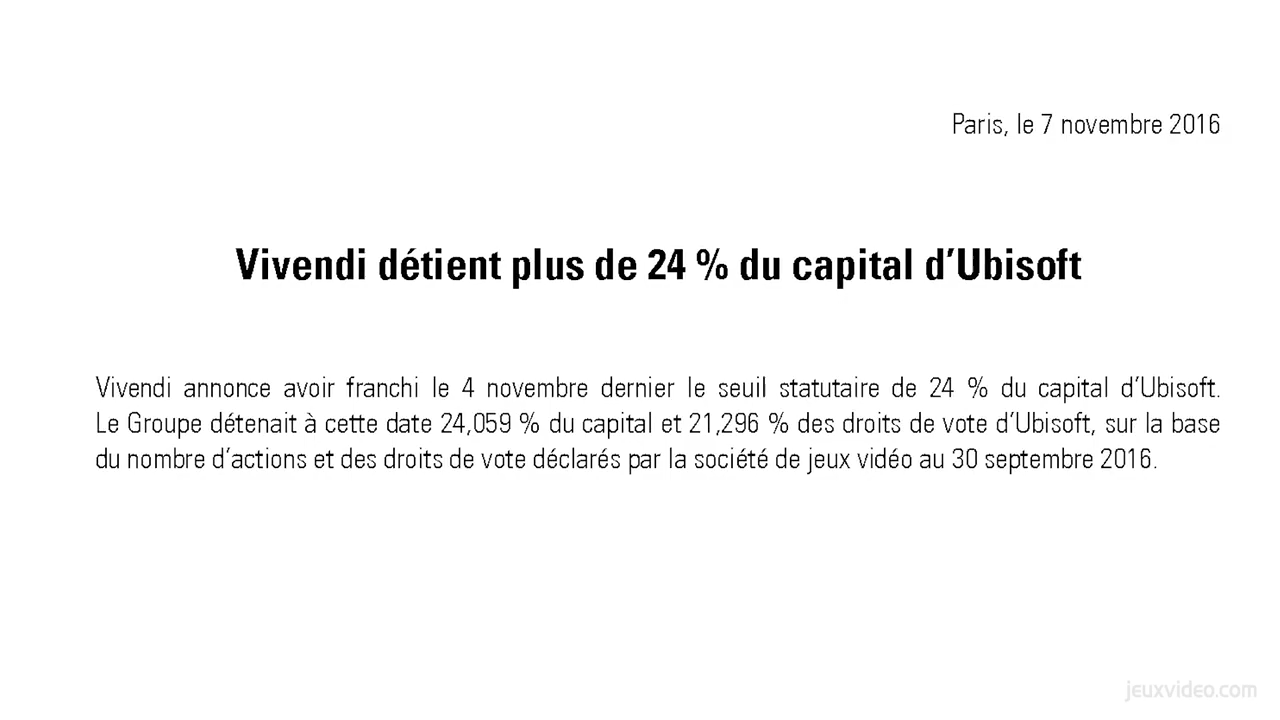 Paris, le 7 novembre 2016
Vivendi détient plus de 24 % du capital d’Ubisoft
Vivendi annonce avoir franchi le 4 novembre dernier le seuil statutaire de 24 % du capital d’Ubisoft.
Le Groupe détenait à cette date 24,059 % du capital et 21,296 % des droits de vote d’Ubisoft, sur la base
du nombre d’actions et des droits de vote déclarés par la société de jeux vidéo au 30 septembre 2016.
jeuxvideo.com